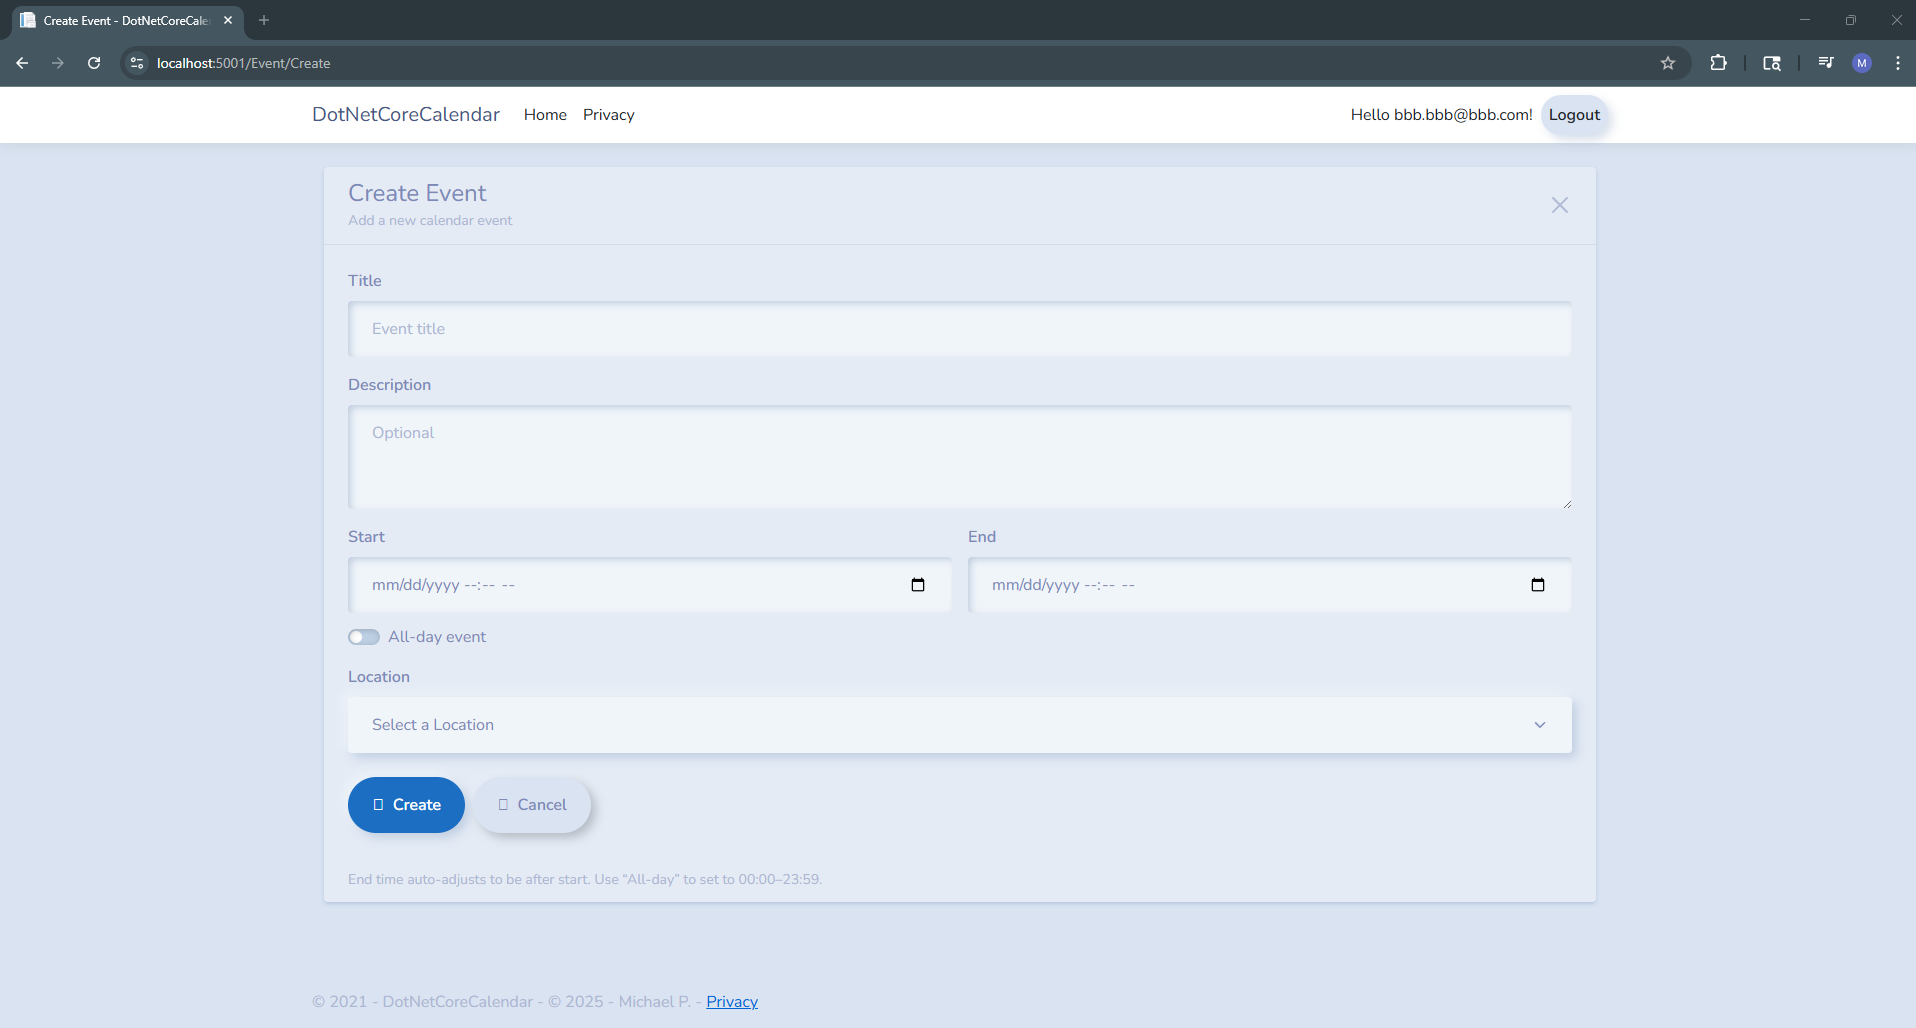 Create Event - DotNetCoreCale
localhost:5001/Event/Create
M
DotNetCoreCalendar Home Privacy Hello bbb.bbb@bbb.com! Logout
Create Event
Add a new calendar event
Title
Event title
Description
Optional
Start End
mm/dd/yyyy --:-- -- mm/dd/yyyy --:-- --
All-day event
Location
Select a Location
Create Cancel
End time auto-adjusts to be after start. Use “All-day” to set to 00:00–23:59.
© 2021 - DotNetCoreCalendar - © 2025 - Michael P. - Privacy